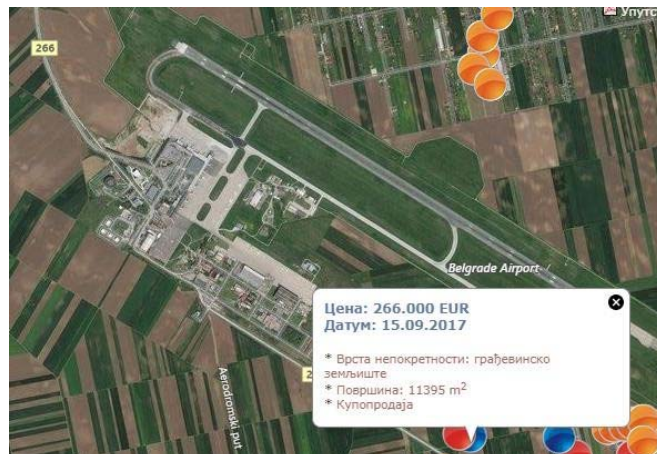 Упутс
266
Belgrade Airport
Цена: 266.000 EUR
Датум: 15.09.2017
* Врста непокретности: грађевинско
земљиште
* Површина: 11395 m²
* Купопродаја
Aerodromski put